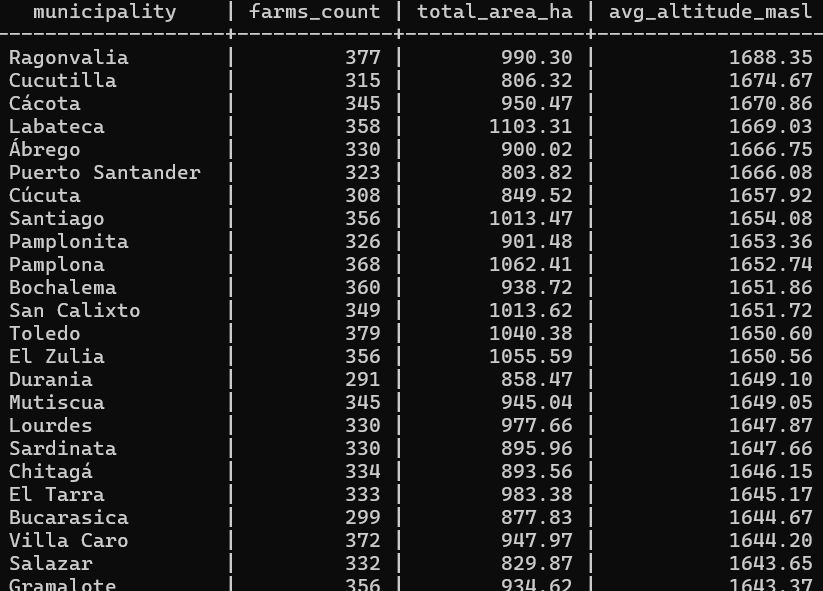 municipality | farms_count | total_area_ha | avg_altitude_masl
-------------------+-------------+---------------+-------------------
Ragonvalia | 377 | 990.30 | 1688.35
Cucutilla | 315 | 806.32 | 1674.67
Cácota | 345 | 950.47 | 1670.86
Labateca | 358 | 1103.31 | 1669.03
Ábrego | 330 | 900.02 | 1666.75
Puerto Santander | 323 | 803.82 | 1666.08
Cúcuta | 308 | 849.52 | 1657.92
Santiago | 356 | 1013.47 | 1654.08
Pamplonita | 326 | 901.48 | 1653.36
Pamplona | 368 | 1062.41 | 1652.74
Bochalema | 360 | 938.72 | 1651.86
San Calixto | 349 | 1013.62 | 1651.72
Toledo | 379 | 1040.38 | 1650.60
El Zulia | 356 | 1055.59 | 1650.56
Durania | 291 | 858.47 | 1649.10
Mutiscua | 345 | 945.04 | 1649.05
Lourdes | 330 | 977.66 | 1647.87
Sardinata | 330 | 895.96 | 1647.66
Chitagá | 334 | 893.56 | 1646.15
El Tarra | 333 | 983.38 | 1645.17
Bucarasica | 299 | 877.83 | 1644.67
Villa Caro | 372 | 947.97 | 1644.20
Salazar | 332 | 829.87 | 1643.65
Gramalote | 356 | 934.62 | 1643.37